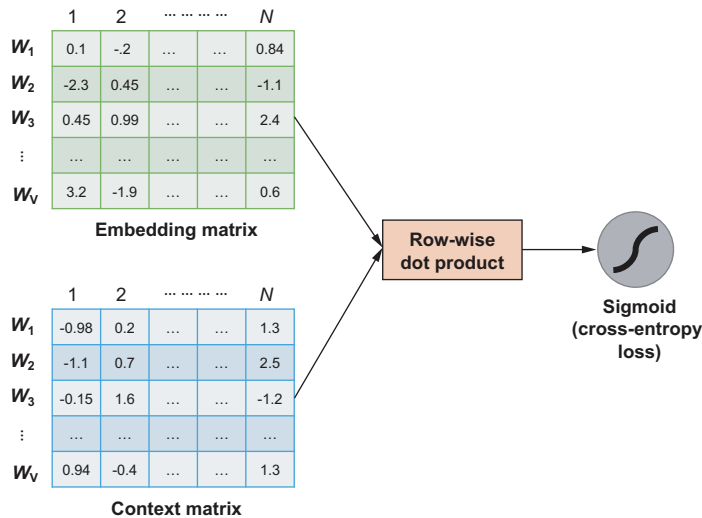 1 2 ... ... ... ... N
W1 0.1 -.2 ... ... 0.84
W2 -2.3 0.45 ... ... -1.1
W3 0.45 0.99 ... ... 2.4
⋮ ... ... ... ... ...
WV 3.2 -1.9 ... ... 0.6
Embedding matrix
Row-wise
dot product
Sigmoid
(cross-entropy
loss)
1 2 ... ... ... ... N
W1 -0.98 0.2 ... ... 1.3
W2 -1.1 0.7 ... ... 2.5
W3 -0.15 1.6 ... ... -1.2
⋮ ... ... ... ... ...
WV 0.94 -0.4 ... ... 1.3
Context matrix